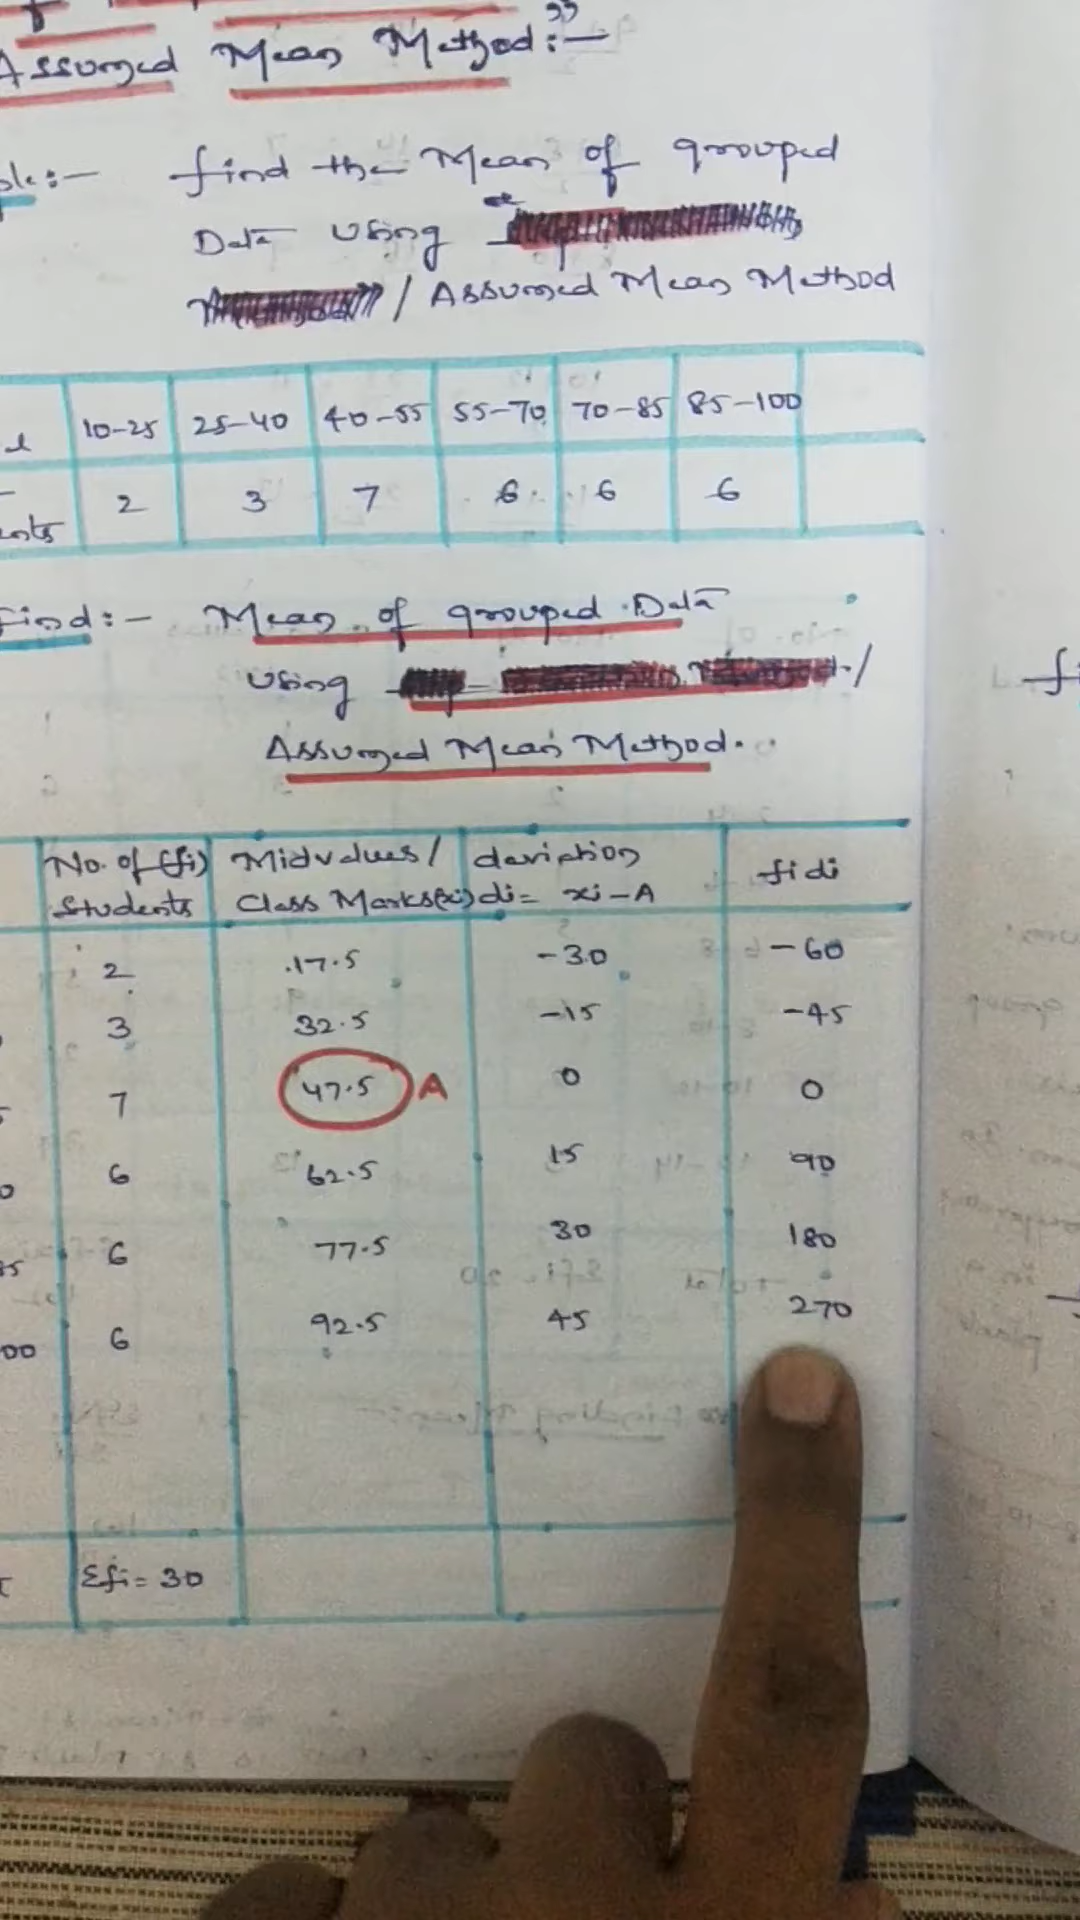 Assumed Mean Method:-"
ple:- find the Mean of grouped
Data using
/ Assumed Mean Method
10-25 25-40 40-55 55-70 70-85 85-100
2 3 7 6 6 6
ents
Find:- Mean of grouped Data
using /
Assumed Mean Method.
No. of (fi) Midvalues/ deviation fidi
Students Class Marks(xi) di= xi-A
2 17.5 -30 -60
3 32.5 -15 -45
7 47.5 A 0 0
6 62.5 15 90
6 77.5 30 180
00 6 92.5 45 270
Σfi= 30